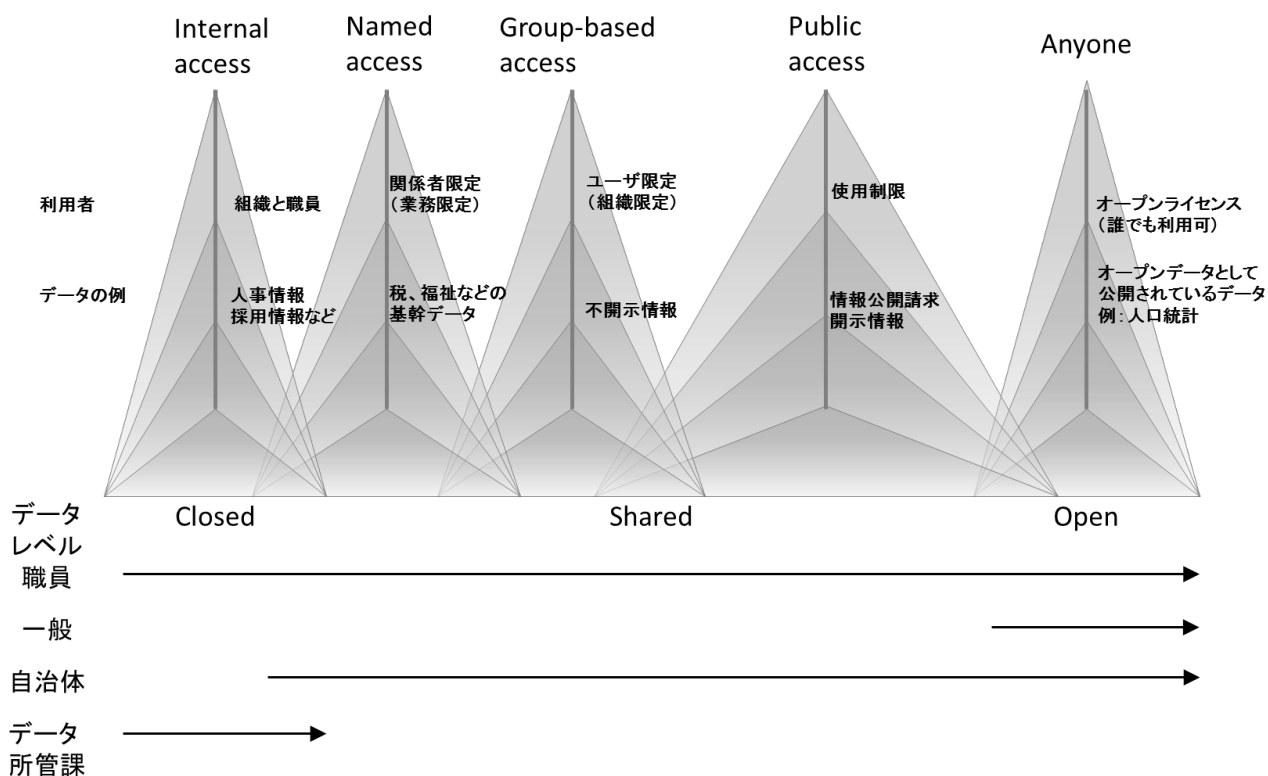 Internal
access
Named
access
Group-based
access
Public
access
Anyone
利用者
組織と職員
関係者限定
（業務限定）
ユーザ限定
（組織限定）
使用制限
オープンライセンス
（誰でも利用可）
データの例
人事情報
採用情報など
税、福祉などの
基幹データ
不開示情報
情報公開請求
開示情報
オープンデータとして
公開されているデータ
例：人口統計
データ
レベル
Closed
Shared
Open
職員
一般
自治体
データ
所管課